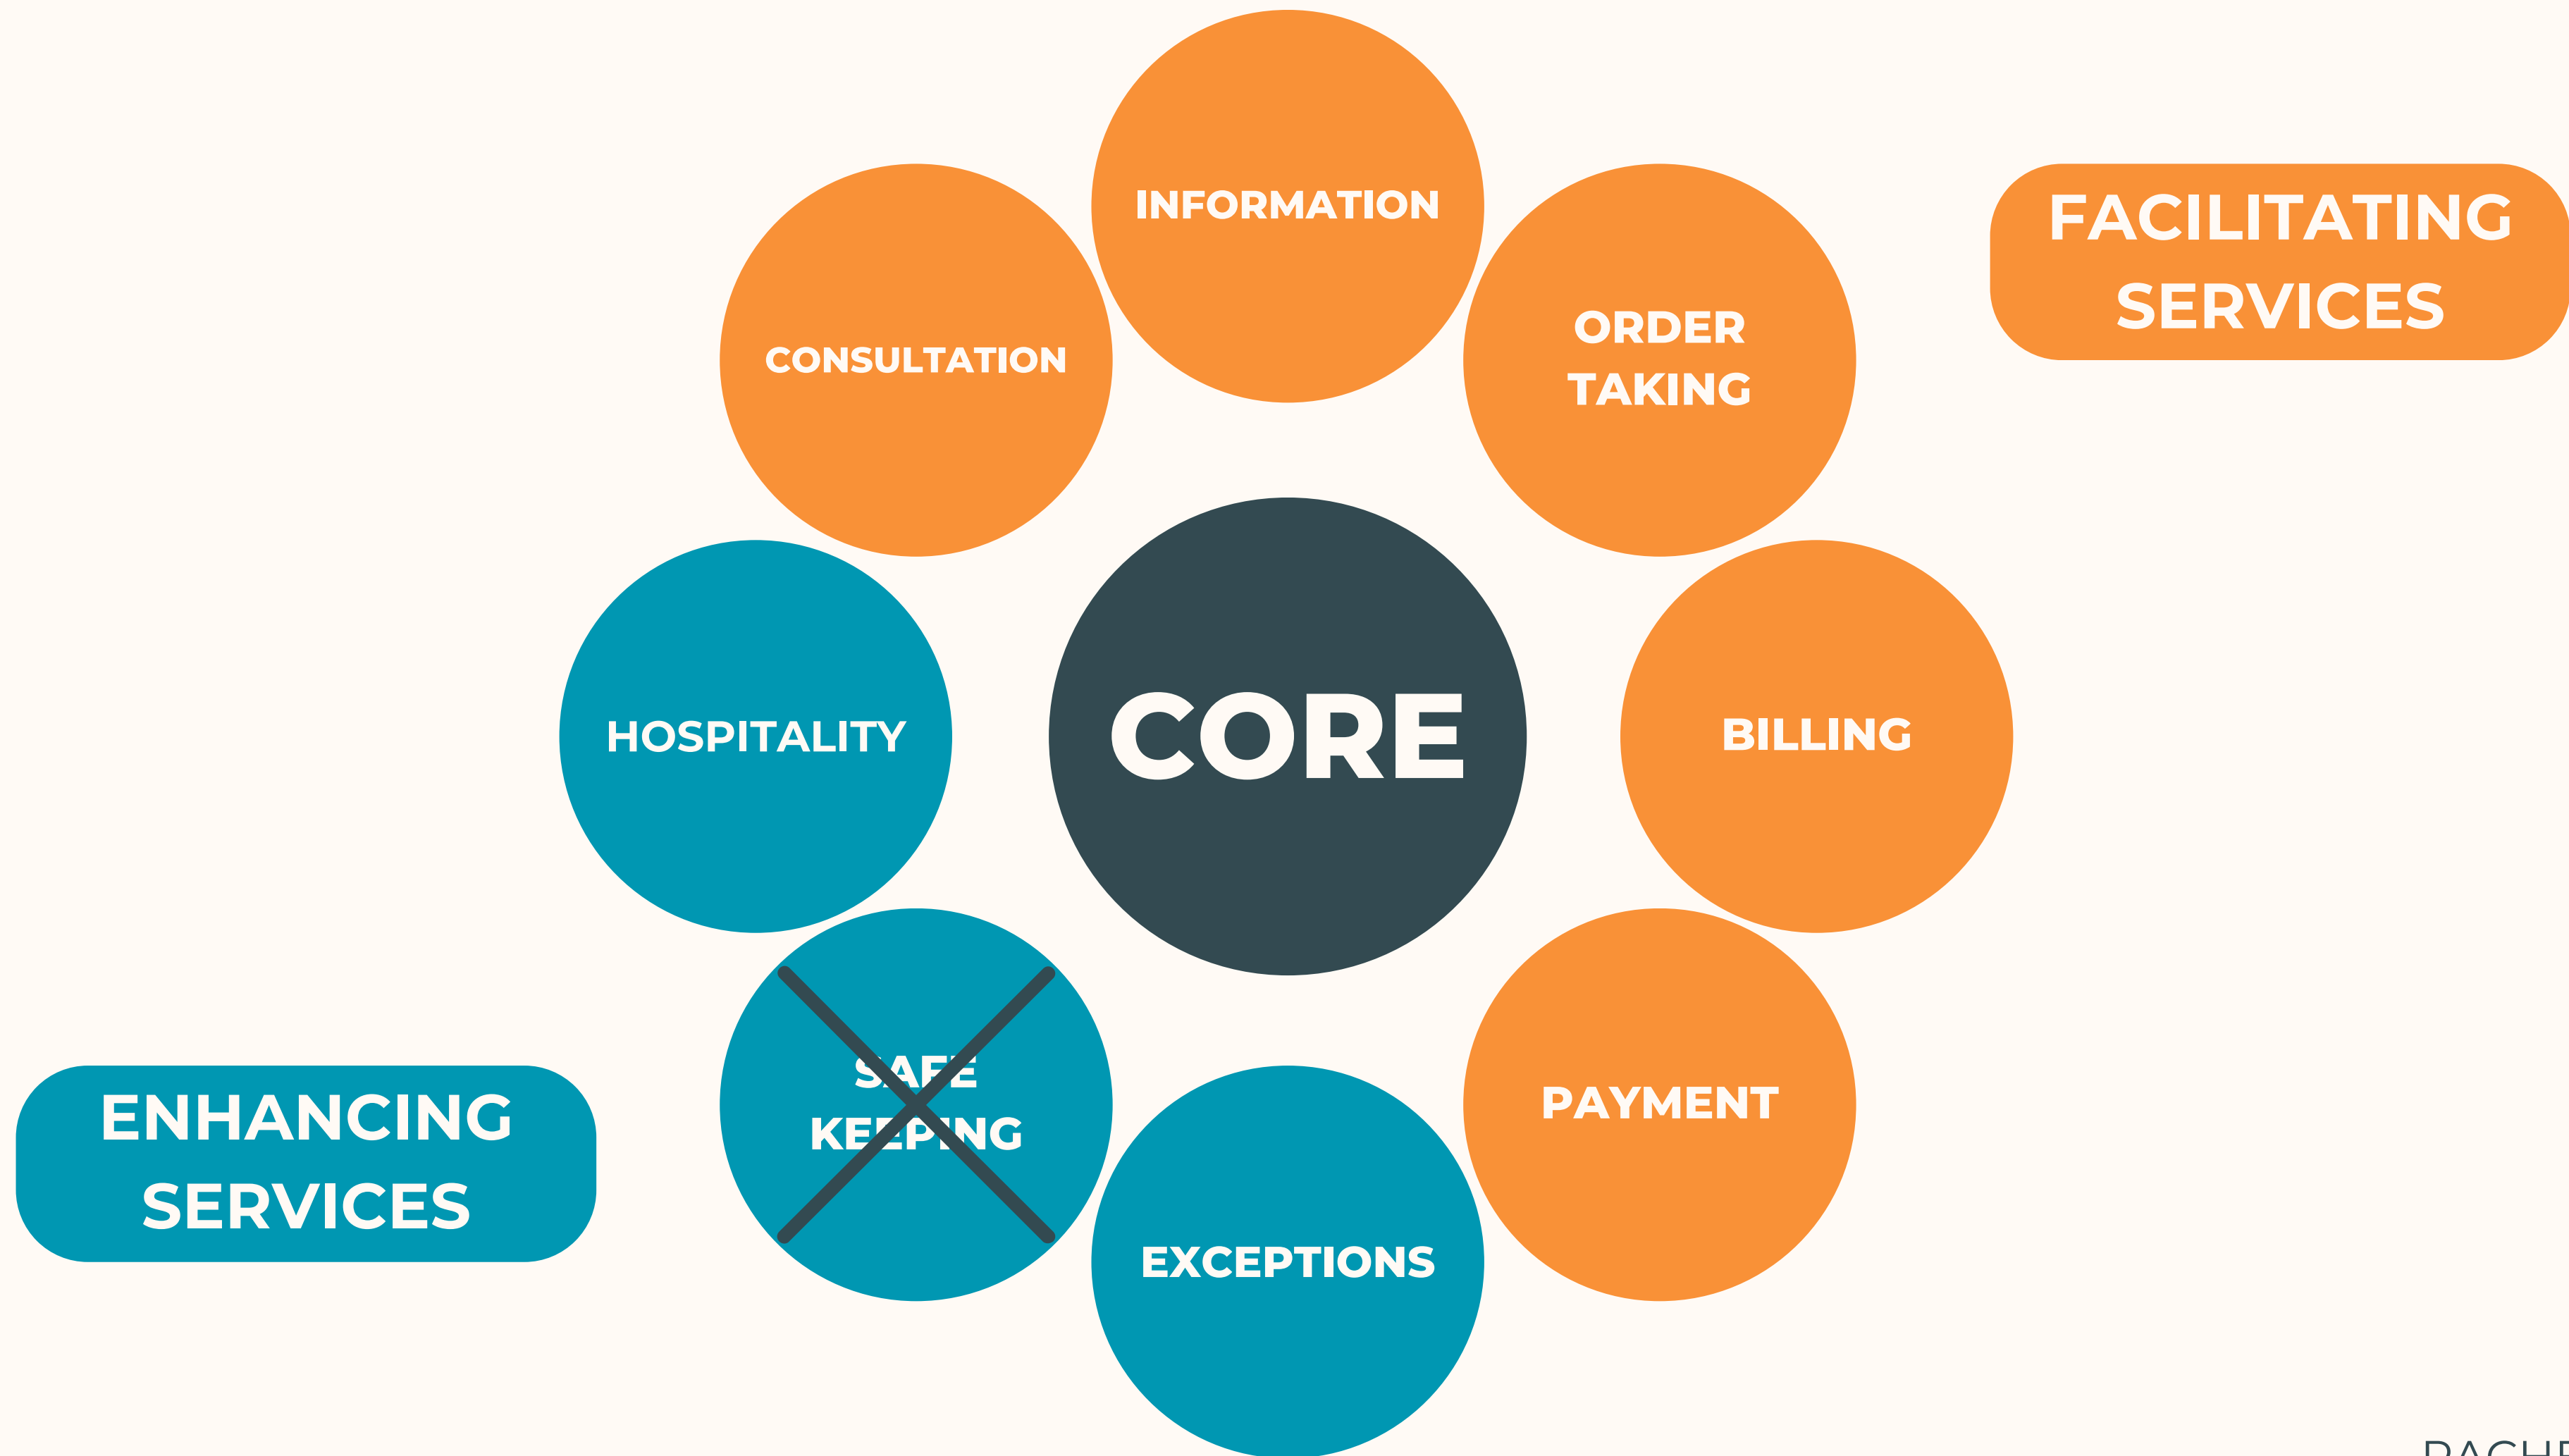 INFORMATION
FACILITATING
SERVICES
ORDER
TAKING
CONSULTATION
CORE
HOSPITALITY
BILLING
SAFE
KEEPING
PAYMENT
ENHANCING
SERVICES
EXCEPTIONS